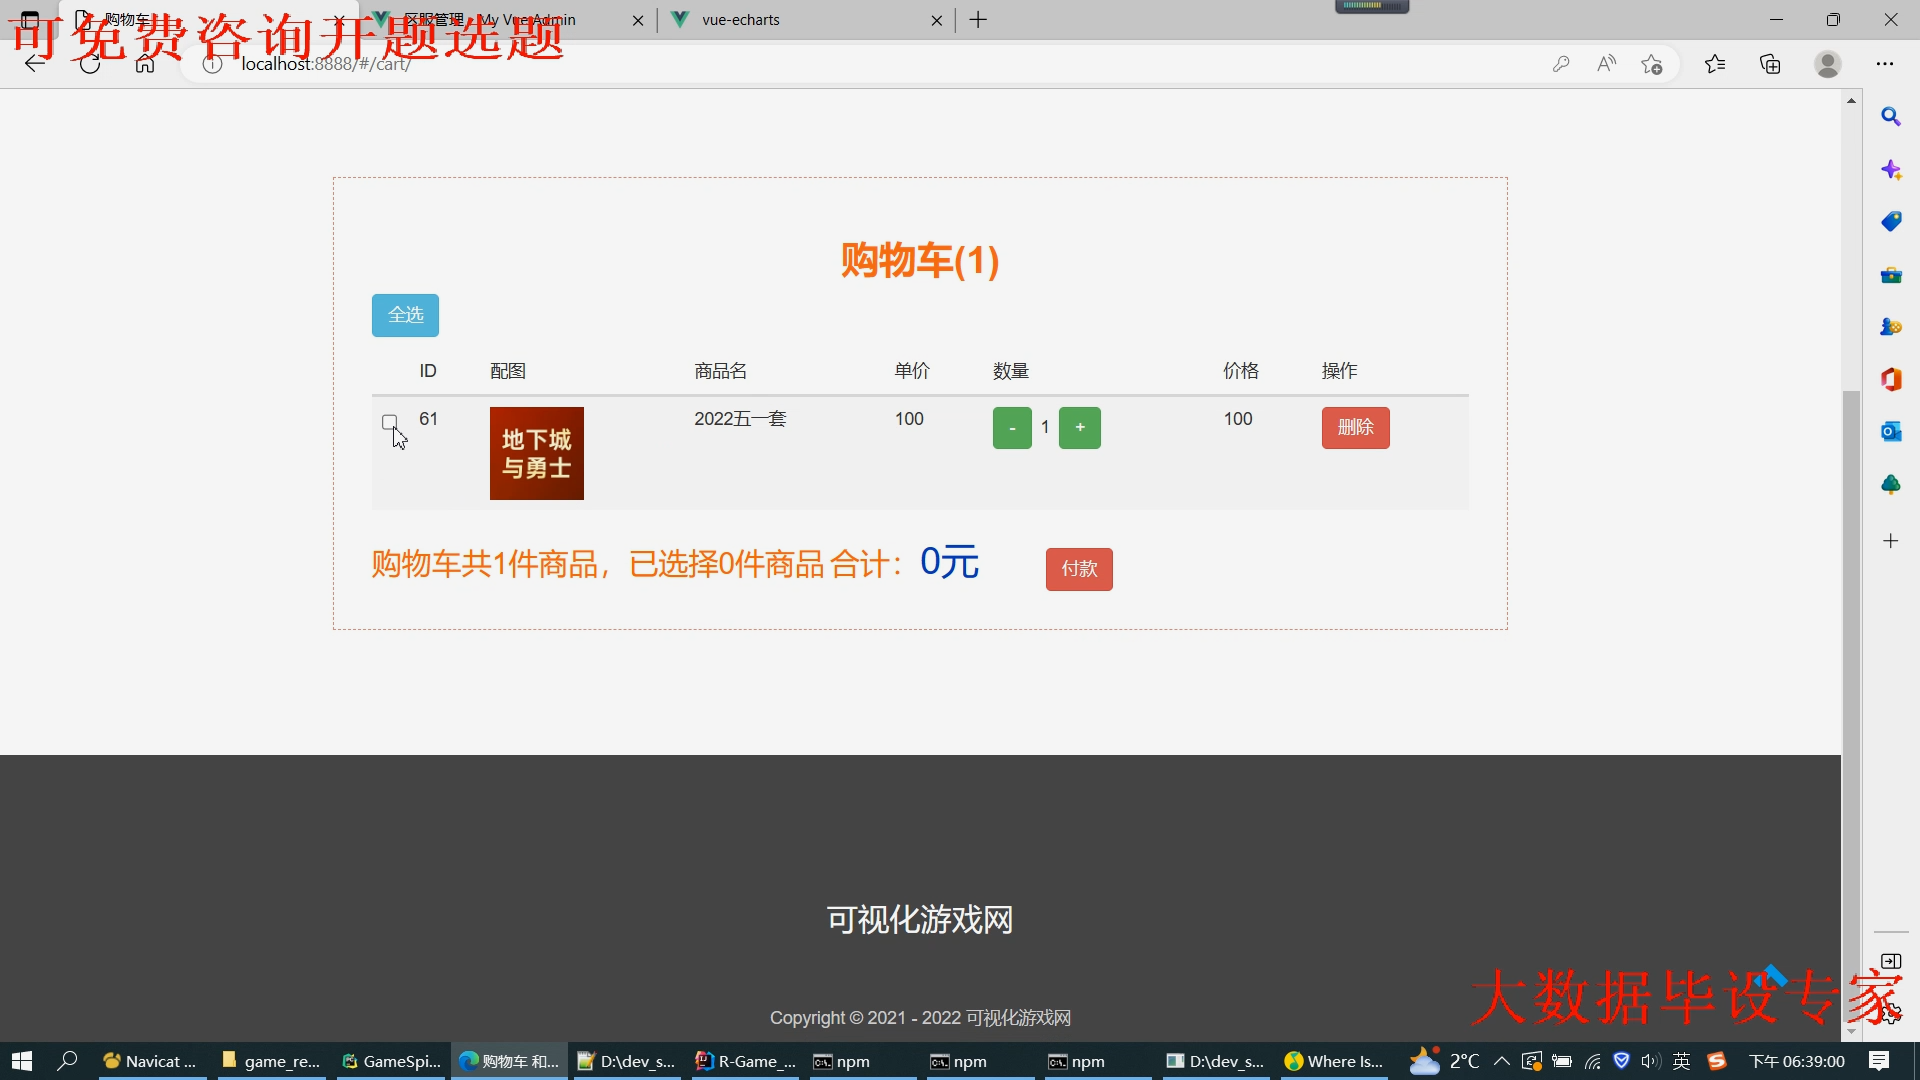 购物车
区服管理 - My Vue Admin
vue-echarts
可免费咨询开题选题
localhost:8888/#/cart/
购物车(1)
全选
ID 配图 商品名 单价 数量 价格 操作
61 地下城与勇士 2022五一套 100 - 1 + 100 删除
购物车共1件商品，已选择0件商品 合计：0元 付款
可视化游戏网
大数据毕设专家
Copyright © 2021 - 2022 可视化游戏网
Navicat ... game_re... GameSpi... 购物车 和... D:\dev_s... R-Game_... npm npm npm D:\dev_s... Where Is... 2°C 英 下午 06:39:00